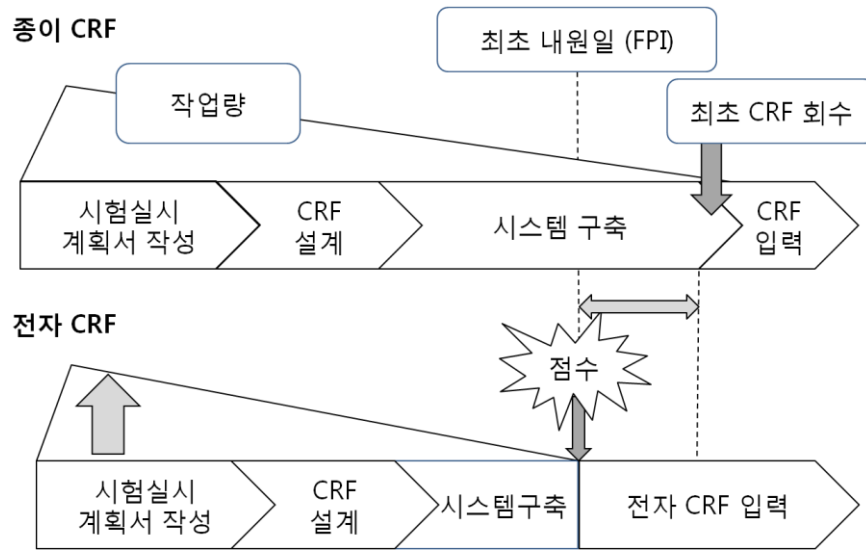 종이 CRF
최초 내원일 (FPI)
작업량
최초 CRF 회수
시험실시
계획서 작성
CRF
설계
시스템 구축
CRF
입력
전자 CRF
점수
시험실시
계획서 작성
CRF
설계
시스템구축
전자 CRF 입력